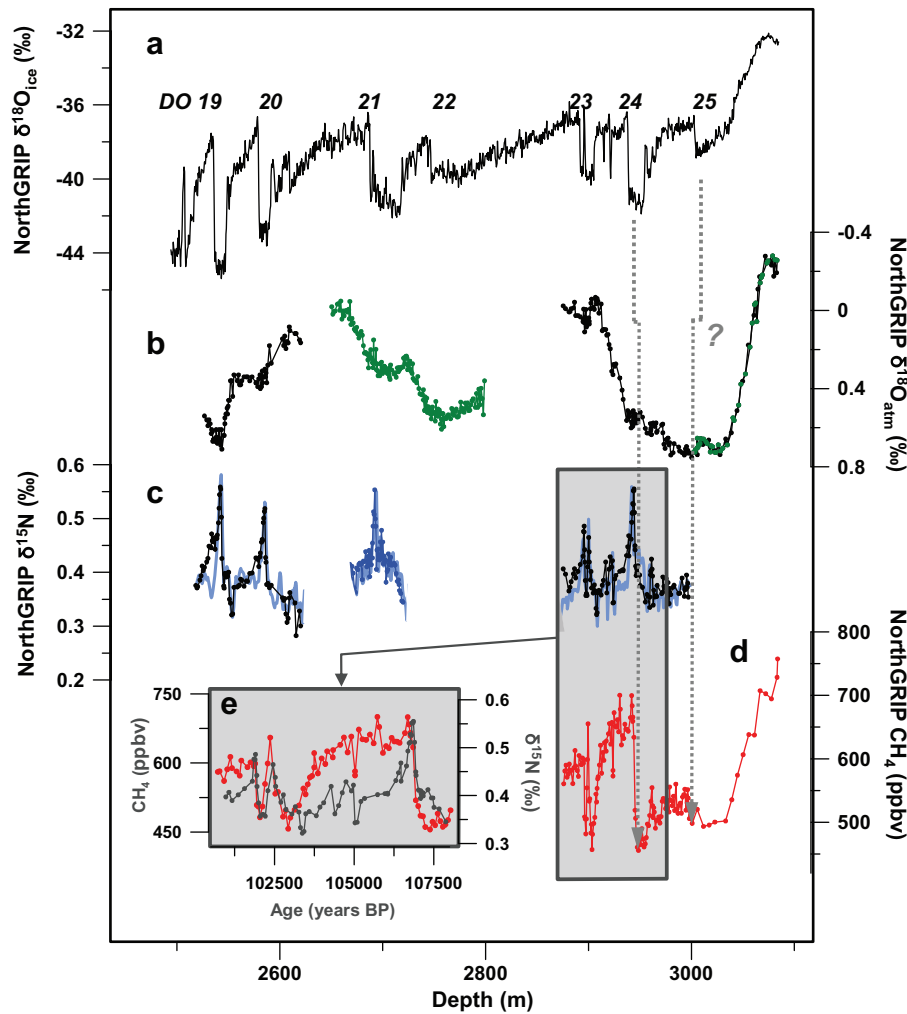 a
NorthGRIP δ18Oice (‰)
-32
-36
-40
-44
DO 19
20
21
22
23
24
25
b
-0.4
0
0.4
0.8
NorthGRIP δ18Oatm (‰)
?
c
NorthGRIP δ15N (‰)
0.6
0.5
0.4
0.3
0.2
d
800
700
600
500
NorthGRIP CH4 (ppbv)
e
CH4 (ppbv)
750
600
450
0.6
0.5
0.4
0.3
δ15N (‰)
102500
105000
107500
Age (years BP)
2600
2800
3000
Depth (m)